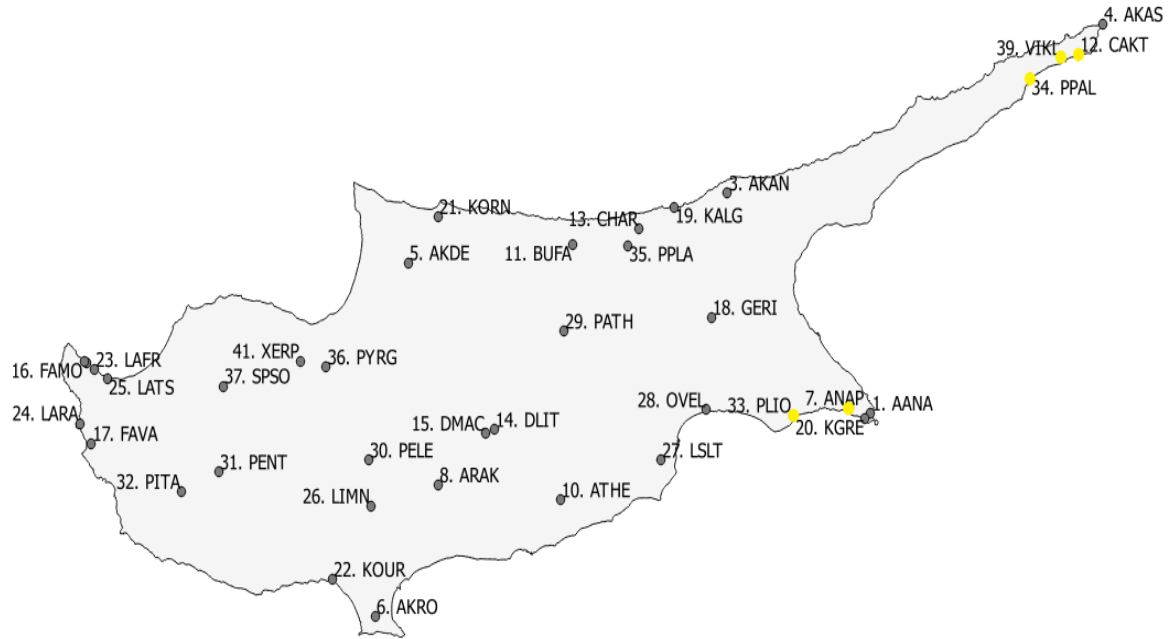 4. AKAS
39. VIKL
12. CAKT
34. PPAL
3. AKAN
21. KORN
13. CHAR
19. KALG
5. AKDE
11. BUFA
35. PPLA
18. GERI
29. PATH
23. LAFR
41. XERP
36. PYRG
16. FAMO
25. LATS
37. SPSO
24. LARA
28. OVEL
33. PLIO
7. ANAP
1. AANA
20. KGRE
17. FAVA
15. DMAC
14. DLIT
30. PELE
27. LSLT
31. PENT
32. PITA
8. ARAK
26. LIMN
10. ATHE
22. KOUR
6. AKRO